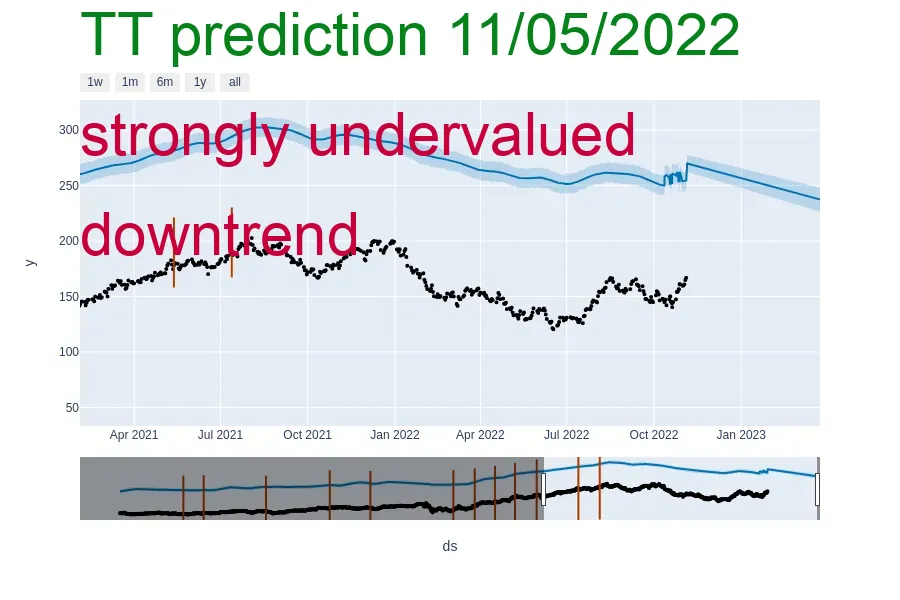 TT prediction 11/05/2022
1w 1m 6m 1y all
strongly undervalued
downtrend
300
250
200
150
100
50
y
Apr 2021 Jul 2021 Oct 2021 Jan 2022 Apr 2022 Jul 2022 Oct 2022 Jan 2023
ds